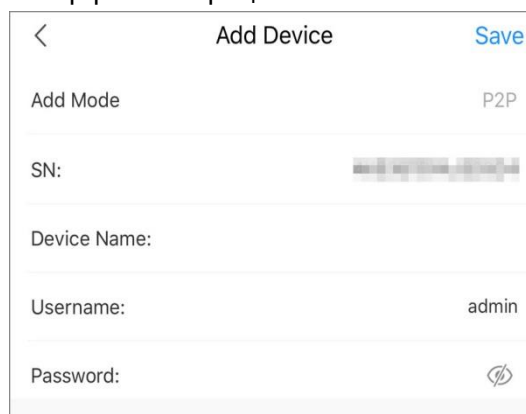 Add Device Save
Add Mode P2P
SN:
Device Name:
Username: admin
Password: